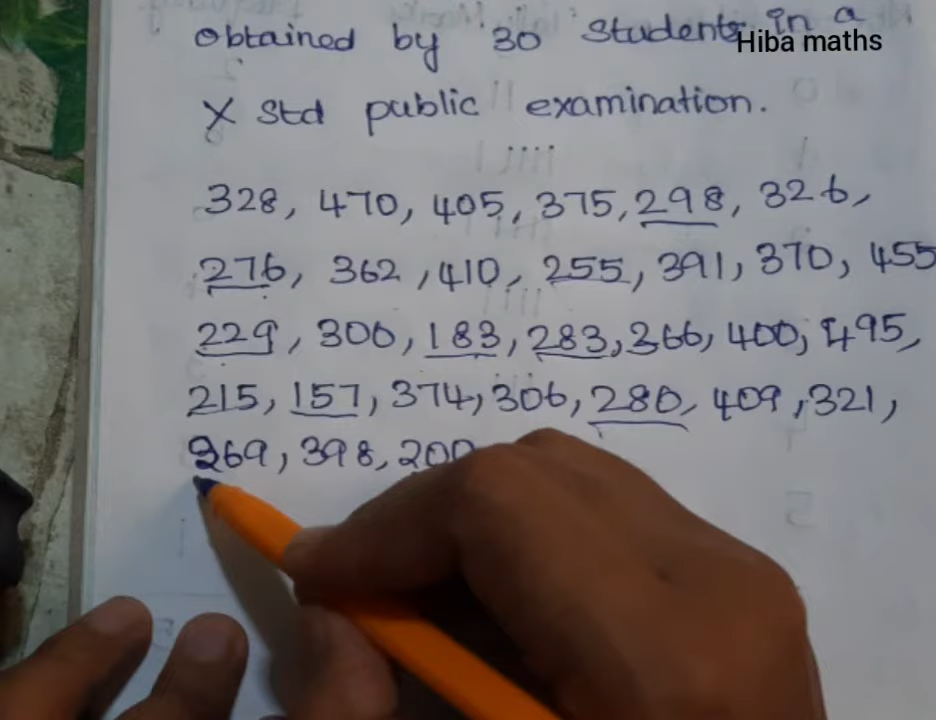 obtained by 30 Students in a
Hiba maths
X Std public examination.
328, 470, 405, 375, 298, 326,
276, 362, 410, 255, 391, 370, 455
229, 300, 183, 283, 366, 400, 495,
215, 157, 374, 306, 280, 409, 321,
269, 398, 200